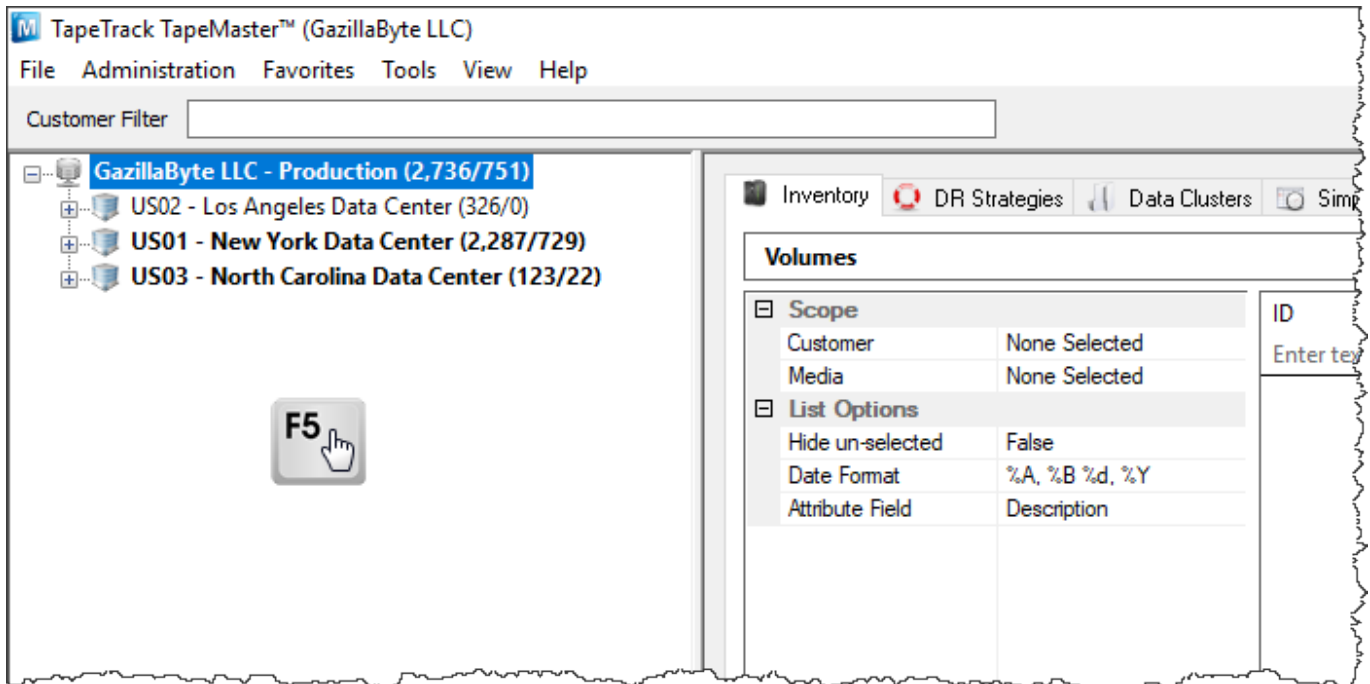 TapeTrack TapeMaster™ (GazillaByte LLC)
File Administration Favorites Tools View Help
Customer Filter
GazillaByte LLC - Production (2,736/751)
US02 - Los Angeles Data Center (326/0)
US01 - New York Data Center (2,287/729)
US03 - North Carolina Data Center (123/22)
F5
Inventory DR Strategies Data Clusters
Volumes
Scope
Customer None Selected
Media None Selected
List Options
Hide un-selected False
Date Format %A, %B %d, %Y
Attribute Field Description
ID
Enter